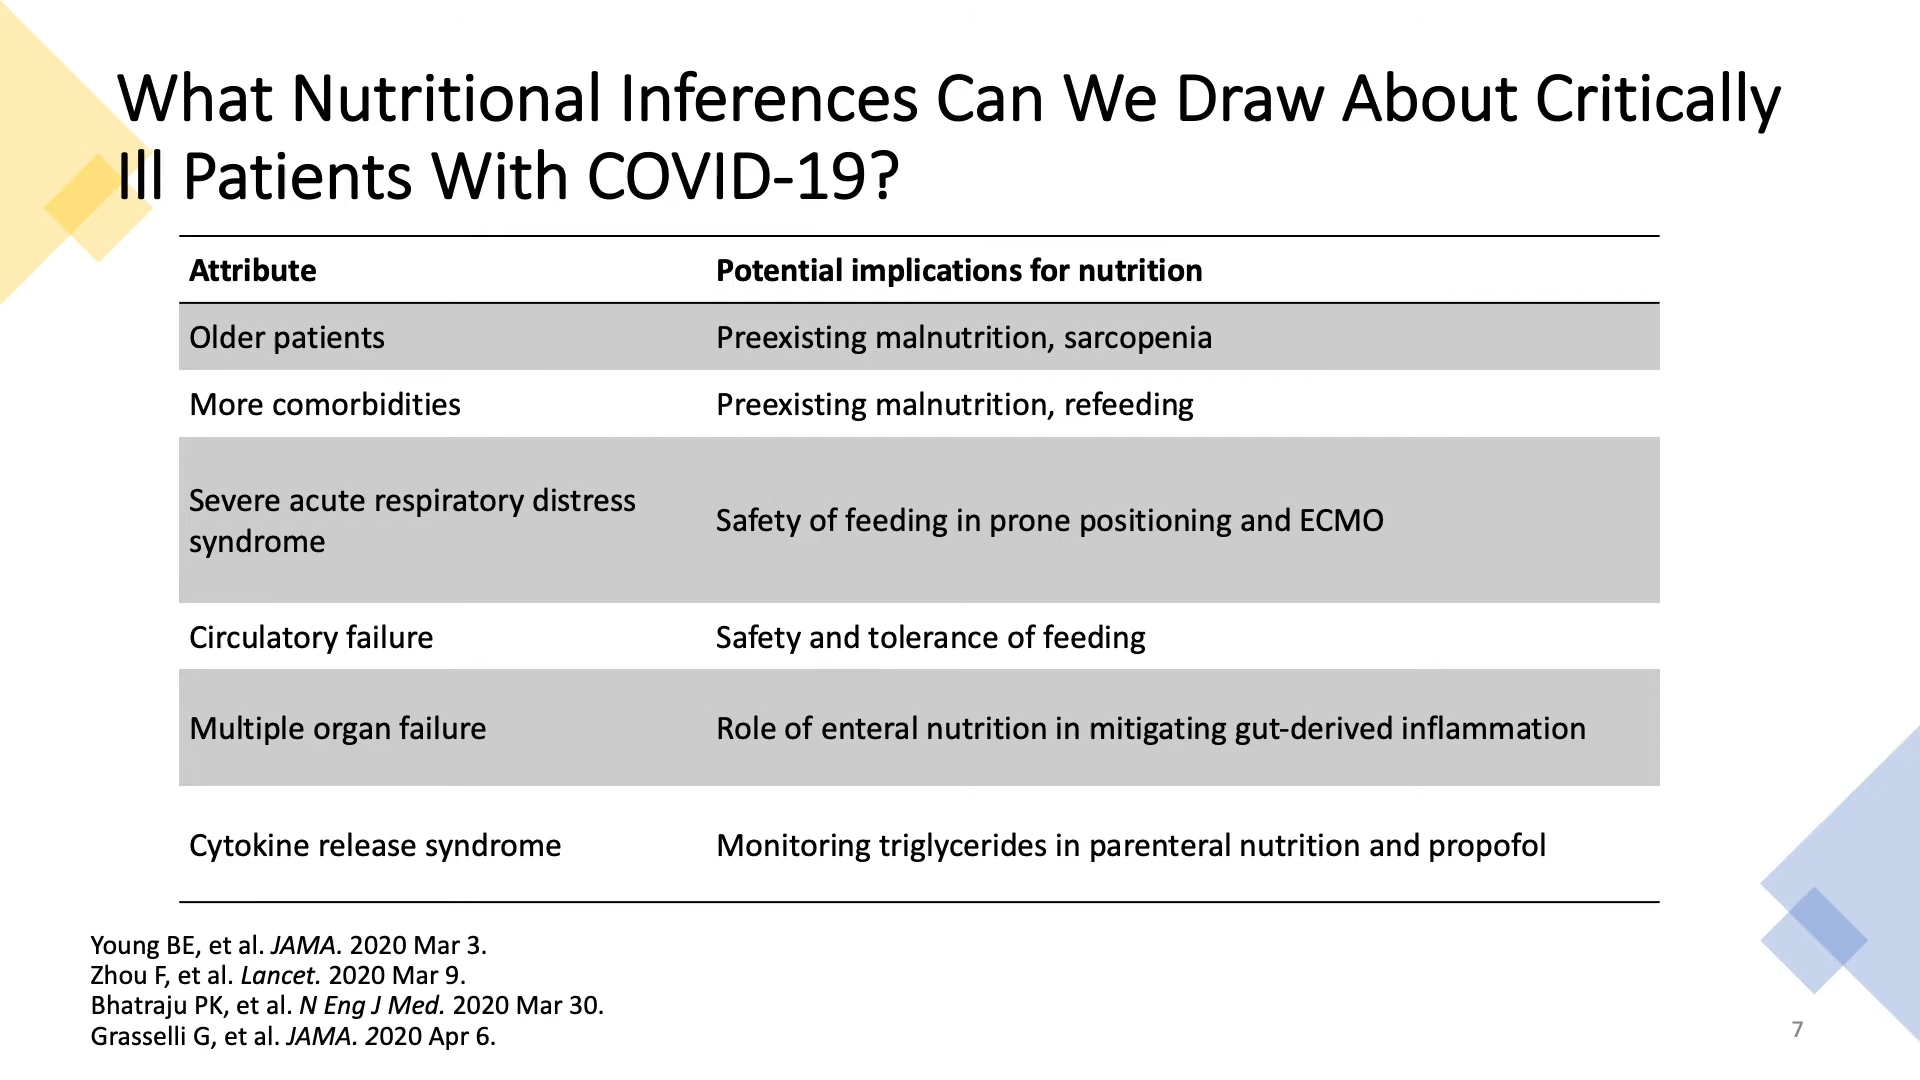 What Nutritional Inferences Can We Draw About Critically
Ill Patients With COVID-19?
Attribute Potential implications for nutrition
Older patients Preexisting malnutrition, sarcopenia
More comorbidities Preexisting malnutrition, refeeding
Severe acute respiratory distress
syndrome
Safety of feeding in prone positioning and ECMO
Circulatory failure Safety and tolerance of feeding
Multiple organ failure Role of enteral nutrition in mitigating gut-derived inflammation
Cytokine release syndrome Monitoring triglycerides in parenteral nutrition and propofol
Young BE, et al. JAMA. 2020 Mar 3.
Zhou F, et al. Lancet. 2020 Mar 9.
Bhatraju PK, et al. N Eng J Med. 2020 Mar 30.
Grasselli G, et al. JAMA. 2020 Apr 6.
7